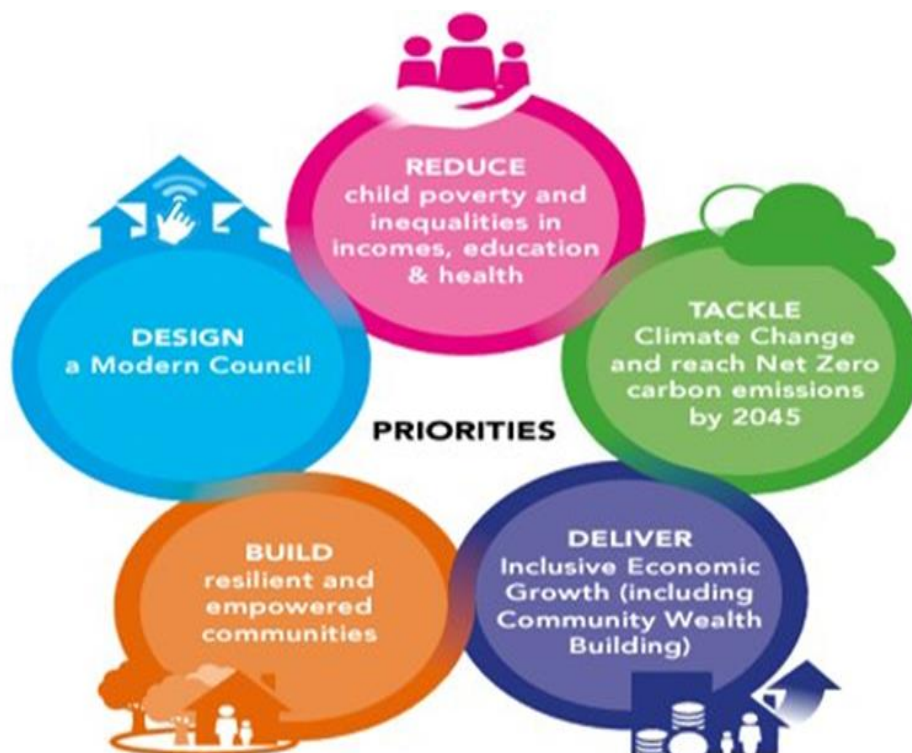 REDUCE
child poverty and
inequalities in
incomes, education
& health
TACKLE
Climate Change
and reach Net Zero
carbon emissions
by 2045
DELIVER
Inclusive Economic
Growth (including
Community Wealth
Building)
BUILD
resilient and
empowered
communities
DESIGN
a Modern Council
PRIORITIES